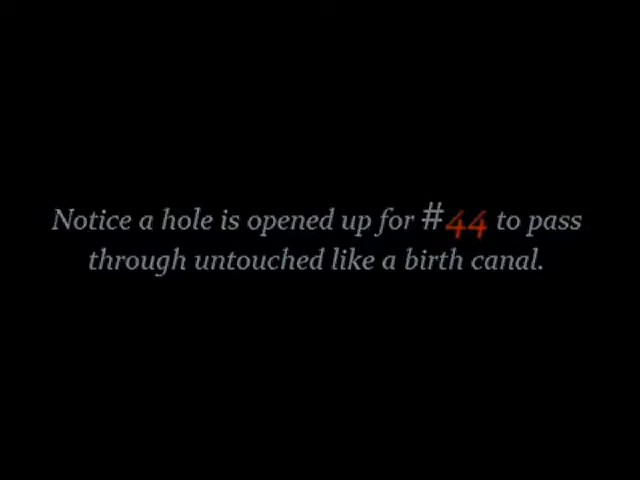 Notice a hole is opened up for #44 to pass
through untouched like a birth canal.